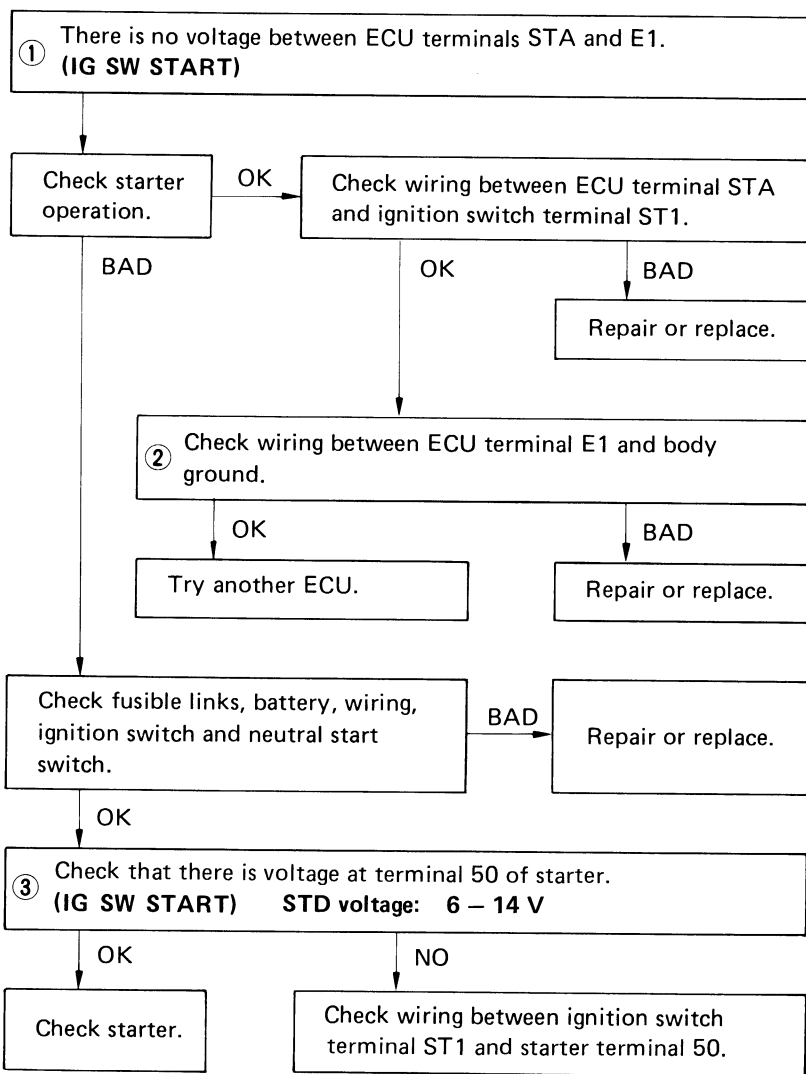 ① There is no voltage between ECU terminals STA and E1.
(IG SW START)
Check starter
operation.
OK
Check wiring between ECU terminal STA
and ignition switch terminal ST1.
BAD
OK
BAD
Repair or replace.
② Check wiring between ECU terminal E1 and body
ground.
OK
BAD
Try another ECU.
Repair or replace.
Check fusible links, battery, wiring,
ignition switch and neutral start
switch.
BAD
Repair or replace.
OK
③ Check that there is voltage at terminal 50 of starter.
(IG SW START) STD voltage: 6 – 14 V
OK
NO
Check starter.
Check wiring between ignition switch
terminal ST1 and starter terminal 50.